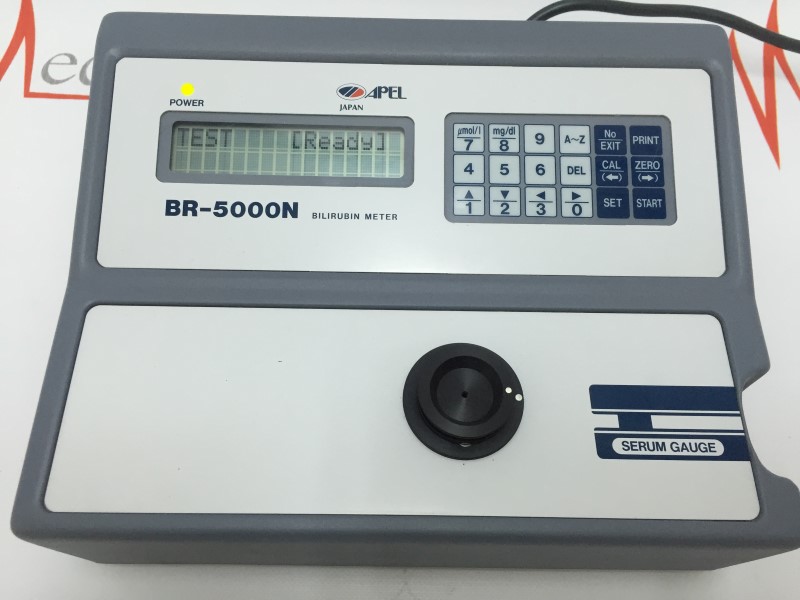 Med
POWER
APEL
JAPAN
TEST [Ready]
BR-5000N BILIRUBIN METER
μmol/l mg/dl No
7 8 9 A~Z EXIT PRINT
4 5 6 DEL CAL (←) ZERO (→)
▲ ▼ ◀ ▶
1 2 3 0 SET START
SERUM GAUGE